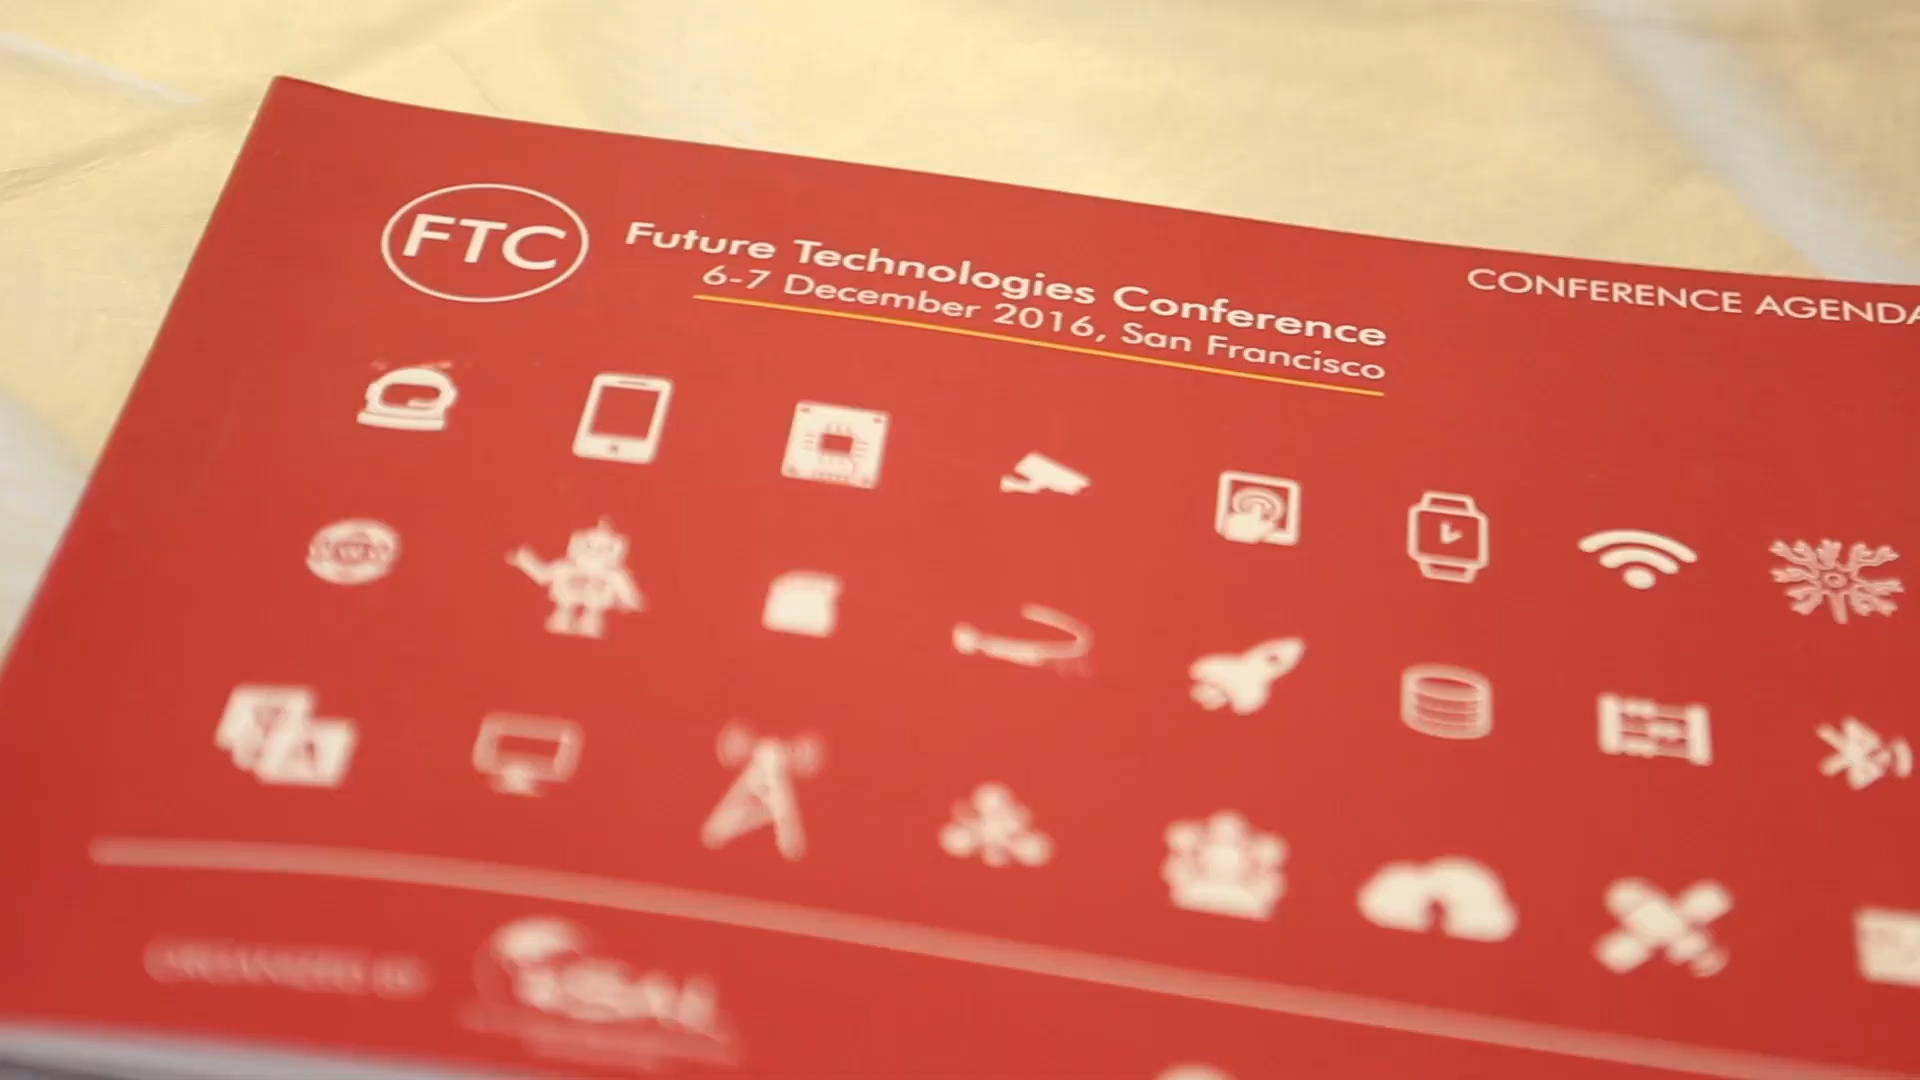 FTC
Future Technologies Conference
6-7 December 2016, San Francisco
CONFERENCE AGENDA